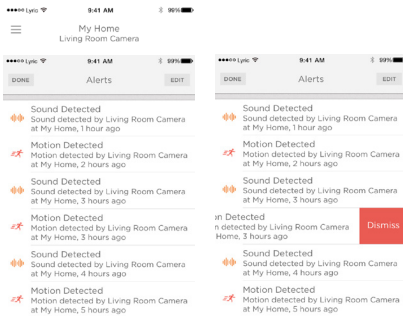 Lyric 9:41 AM 99%
My Home
Living Room Camera
Lyric 9:41 AM 99%
DONE Alerts EDIT
Sound Detected
Sound detected by Living Room Camera
at My Home, 1 hour ago
Motion Detected
Motion detected by Living Room Camera
at My Home, 2 hours ago
Sound Detected
Sound detected by Living Room Camera
at My Home, 3 hours ago
Motion Detected
Motion detected by Living Room Camera
at My Home, 3 hours ago
Sound Detected
Sound detected by Living Room Camera
at My Home, 4 hours ago
Motion Detected
Motion detected by Living Room Camera
at My Home, 5 hours ago
Lyric 9:41 AM 99%
DONE Alerts EDIT
Sound Detected
Sound detected by Living Room Camera
at My Home, 1 hour ago
Motion Detected
Motion detected by Living Room Camera
at My Home, 2 hours ago
Sound Detected
Sound detected by Living Room Camera
at My Home, 3 hours ago
on Detected
n detected by Living Room Camera
Home, 3 hours ago
Dismiss
Sound Detected
Sound detected by Living Room Camera
at My Home, 4 hours ago
Motion Detected
Motion detected by Living Room Camera
at My Home, 5 hours ago